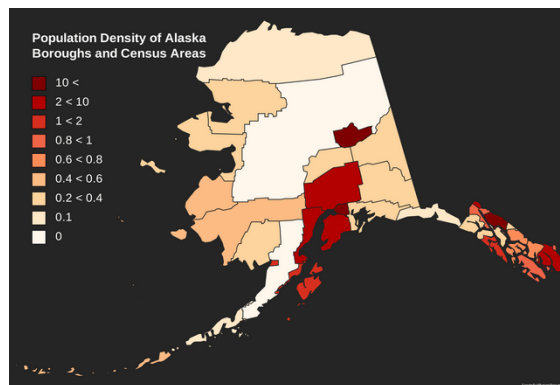 Population Density of Alaska
Boroughs and Census Areas
10 <
2 < 10
1 < 2
0.8 < 1
0.6 < 0.8
0.4 < 0.6
0.2 < 0.4
0.1
0